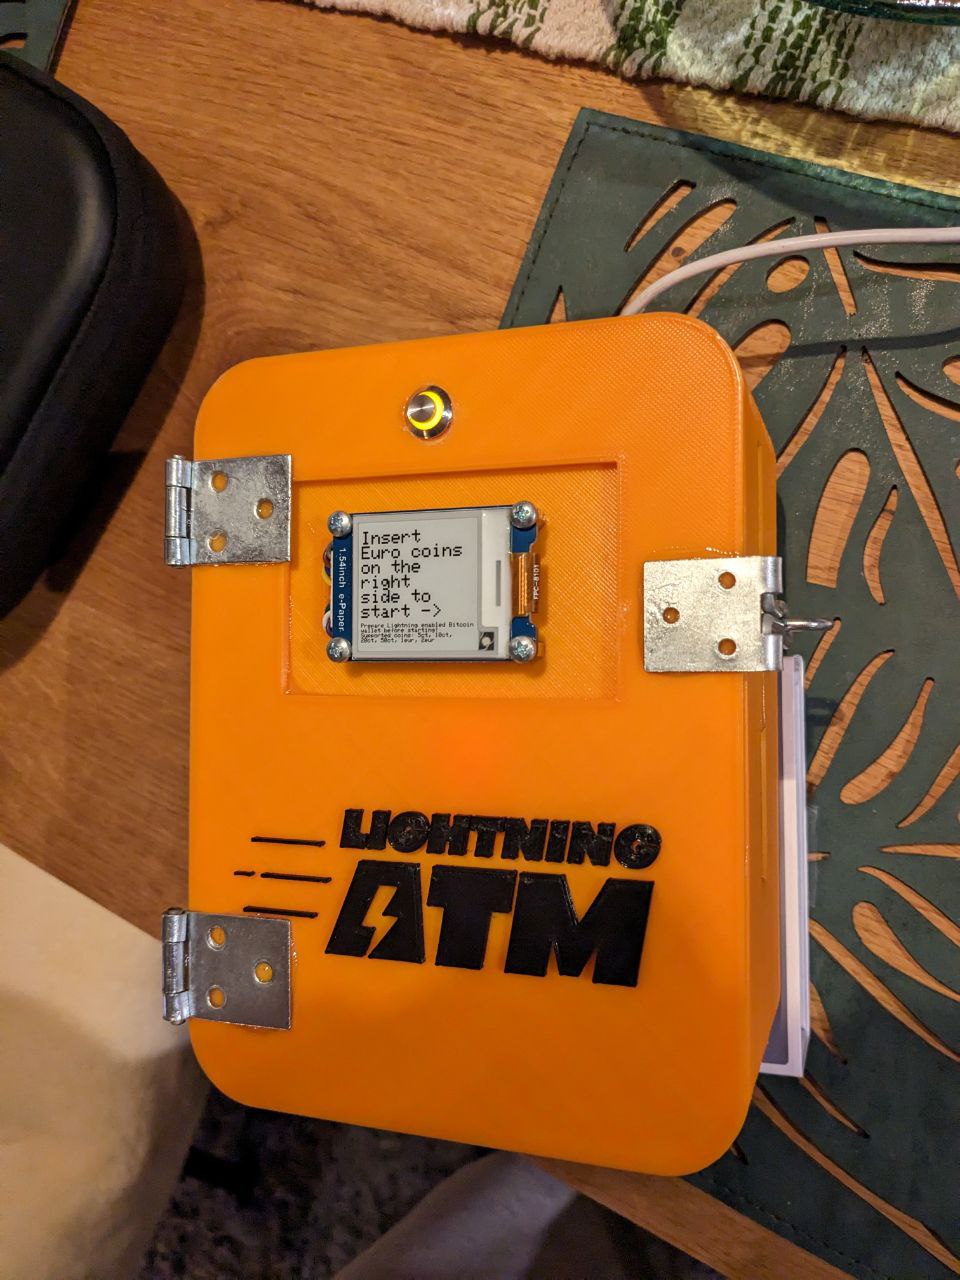 Insert
Euro coins
on the
right
side to
start ->
Prepare Lightning enabled Bitcoin
wallet before starting!
Supported coins: 5ct, 10ct,
20ct, 50ct, 1eur, 2eur
1.54inch e-Paper
FPC-8101
LIGHTNING
ATM